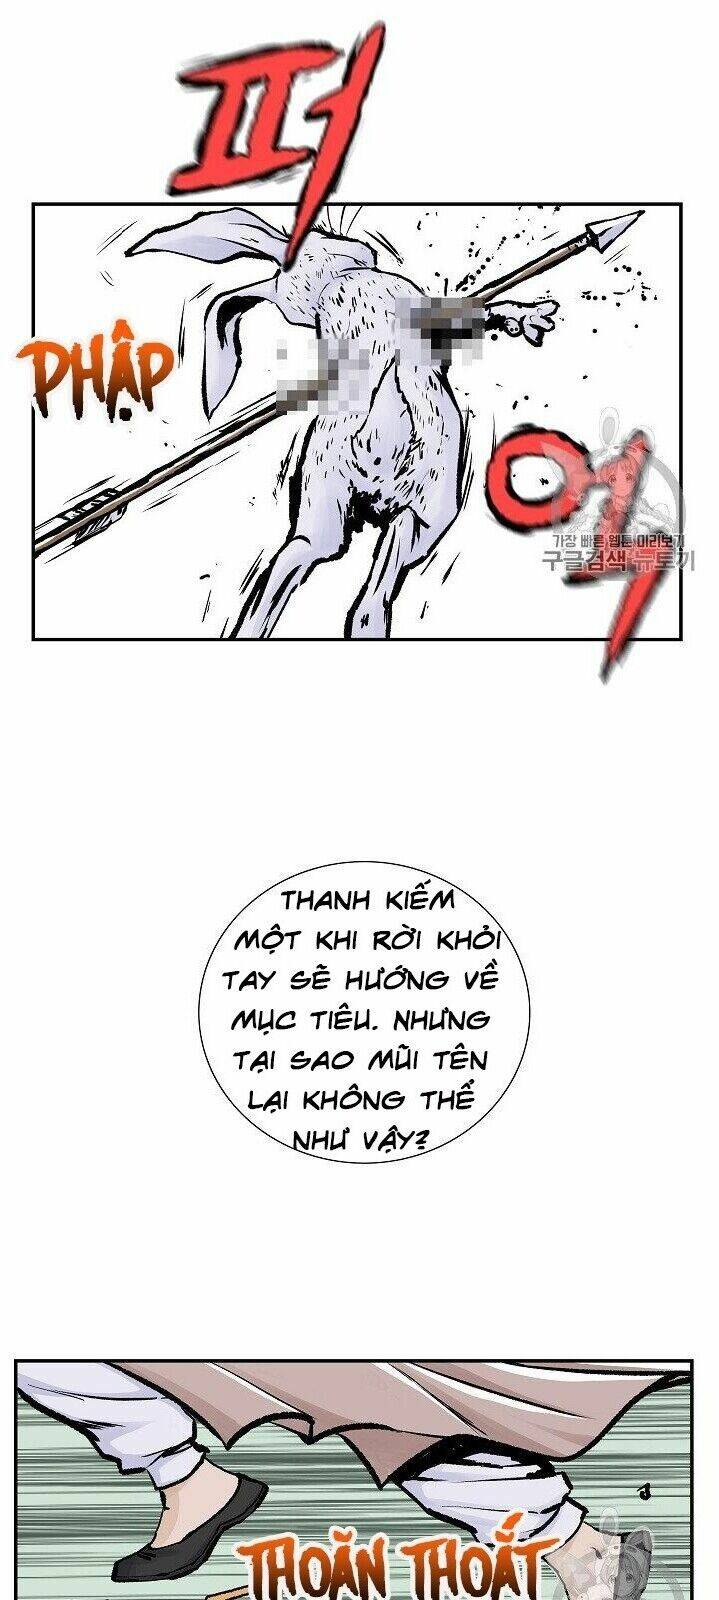 퍼
PHẬP
억
가장 빠른 웹툰 미리보기
구글검색 뉴토끼
THANH KIẾM
MỘT KHI RỜI KHỎI
TAY SẼ HƯỚNG VỀ
MỤC TIÊU. NHƯNG
TẠI SAO MŨI TÊN
LẠI KHÔNG THỂ
NHƯ VẬY?
THOĂN THOẮT